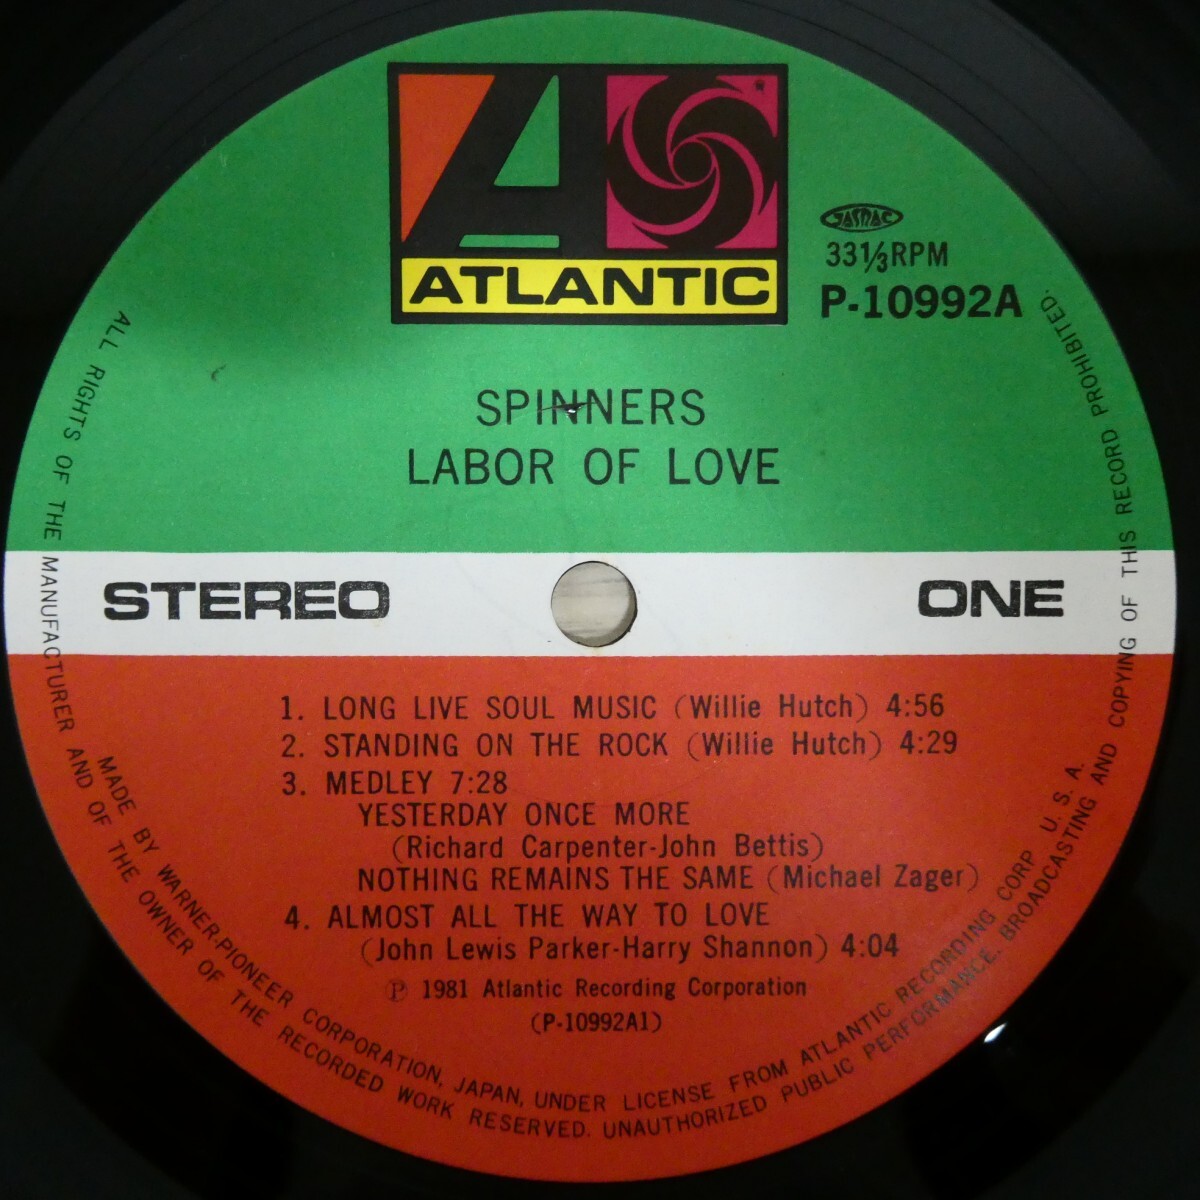 ATLANTIC
JASRAC
33⅓RPM
P-10992A
SPINNERS
LABOR OF LOVE
STEREO
ONE
1. LONG LIVE SOUL MUSIC (Willie Hutch) 4:56
2. STANDING ON THE ROCK (Willie Hutch) 4:29
3. MEDLEY 7:28
YESTERDAY ONCE MORE
(Richard Carpenter-John Bettis)
NOTHING REMAINS THE SAME (Michael Zager)
4. ALMOST ALL THE WAY TO LOVE
(John Lewis Parker-Harry Shannon) 4:04
Ⓟ 1981 Atlantic Recording Corporation
(P-10992A1)
MADE BY WARNER-PIONEER CORPORATION, JAPAN, UNDER LICENSE FROM ATLANTIC RECORDING CORP U. S. A.
ALL RIGHTS OF THE MANUFACTURER AND OF THE OWNER OF THE RECORDED WORK RESERVED. UNAUTHORIZED PUBLIC PERFORMANCE. BROADCASTING AND COPYING OF THIS RECORD PROHIBITED.